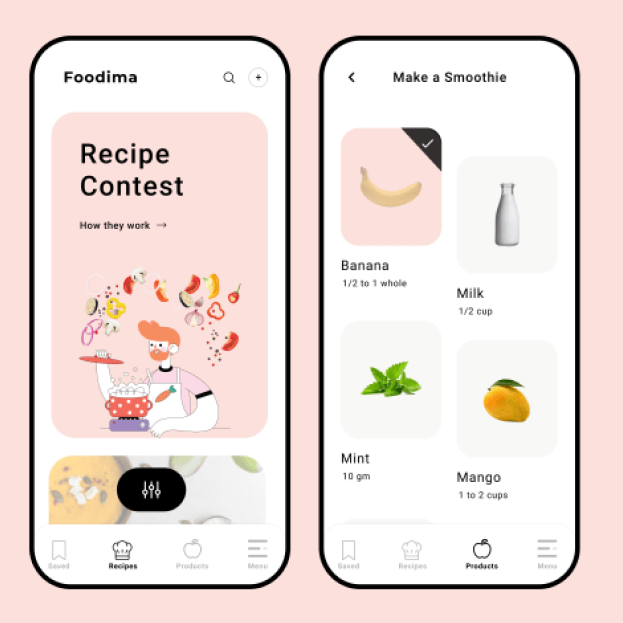 Foodima
Recipe
Contest
How they work →
Saved
Recipes
Products
Menu
Make a Smoothie
Banana
1/2 to 1 whole
Milk
1/2 cup
Mint
10 gm
Mango
1 to 2 cups
Saved
Recipes
Products
Menu